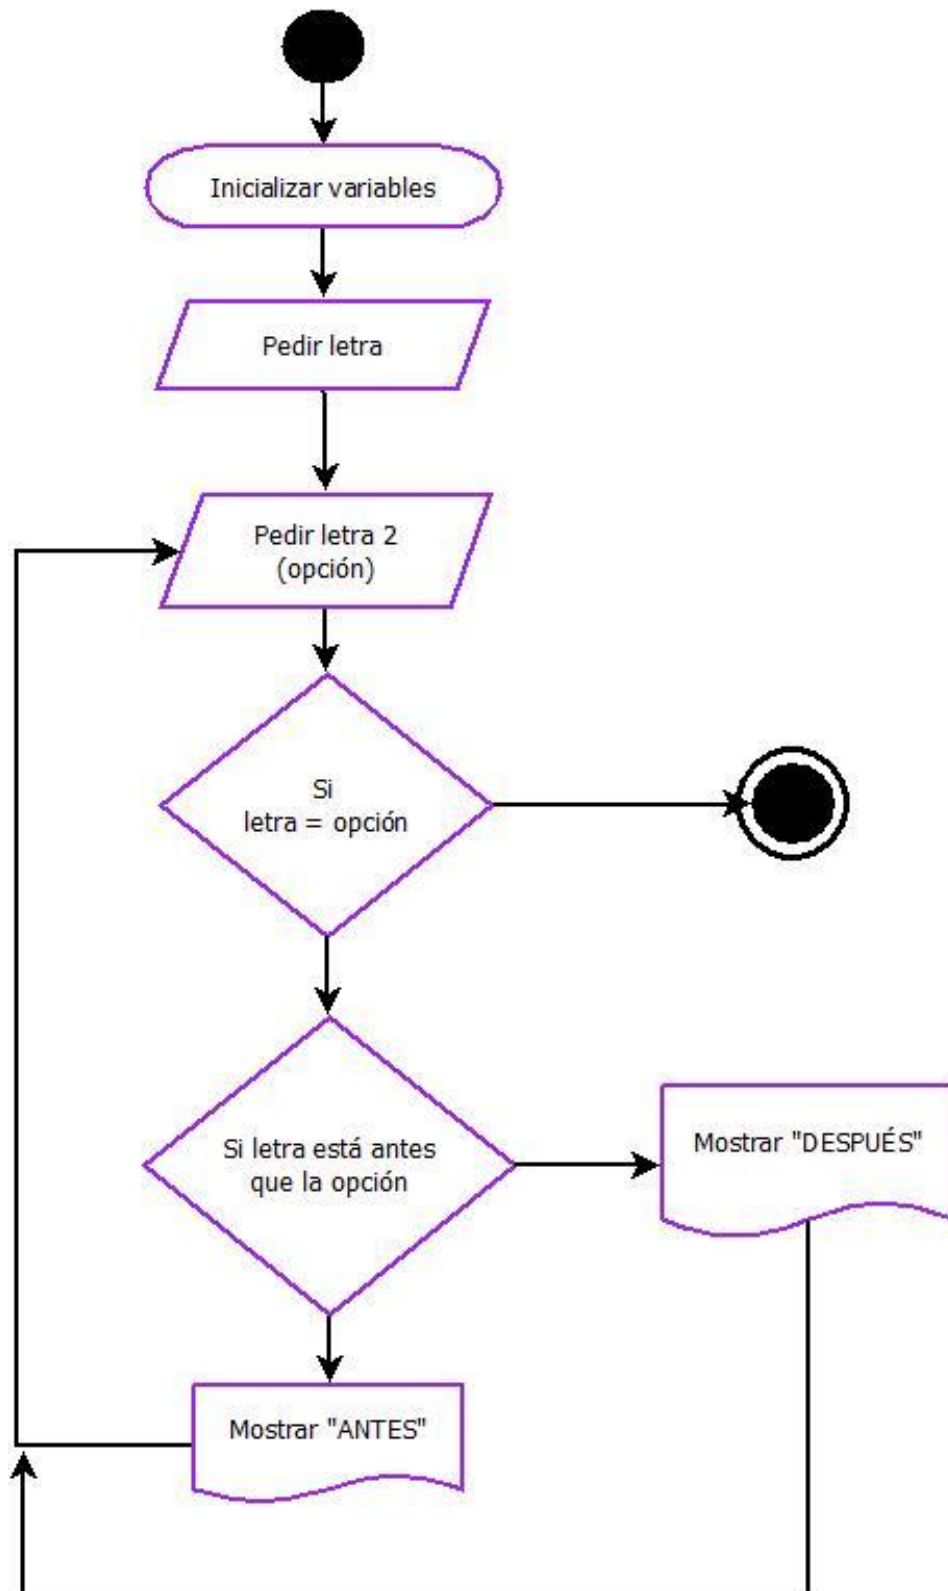 Inicializar variables
Pedir letra
Pedir letra 2
(opción)
Si
letra = opción
Si letra está antes
que la opción
Mostrar "DESPUÉS"
Mostrar "ANTES"